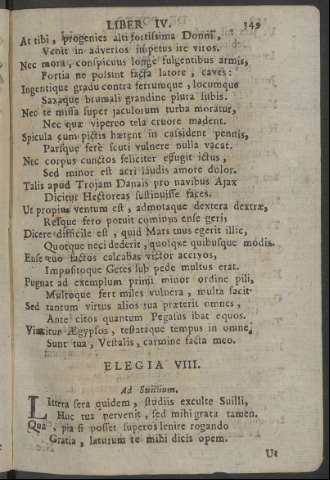 LIBER IV. 149
At tibi, progenies alti fortissima Donni,
Venit in adversos impetus ire viros.
Nec mora, conspicuus longe fulgentibus armis,
Fortia ne possint facta latere, caves:
Ingentique gradu contra ferrumque, locumque
Saxaque brumali grandine plura subis.
Nec te missa super jaculorum turba moratur,
Nec quæ vipereo tela cruore madent.
Spicula cum pictis hærent in casside pennis,
Parsque ferè scuti vulnere nulla vacat.
Nec corpus cunctos feliciter effugit ictus,
Sed minor est acri laudis amore dolor.
Talis apud Trojam Danais pro navibus Ajax
Dicitur Hectoreas sustinuisse faces.
Ut propius ventum est, admotaque dextera dextræ,
Resque fero potuit cominus ense geri;
Dicere difficile est, quid Mars tuus egerit illic,
Quotque neci dederit, quosque quibusque modis.
Ense tuo factos calcabas victor acervos,
Impositoque Getes sub pede multus erat.
Pugnat ad exemplum primi minor ordine pili,
Multoque fert miles vulnera, multa facit.
Sed tantum virtus alios tua præterit omnes,
Ante citos quantum Pegasus ibat equos.
Vincitur Ægypsos, testataque tempus in omne,
Sunt tua, Vestalis, carmine facta meo.
ELEGIA VIII.
Ad Suillium.
Littera sera quidem, studiis exculte Suilli,
Huc tua pervenit, sed mihi grata tamen.
Qua, pia si posset superos lenire rogando
Gratia, laturum te mihi dicis opem.
Ut